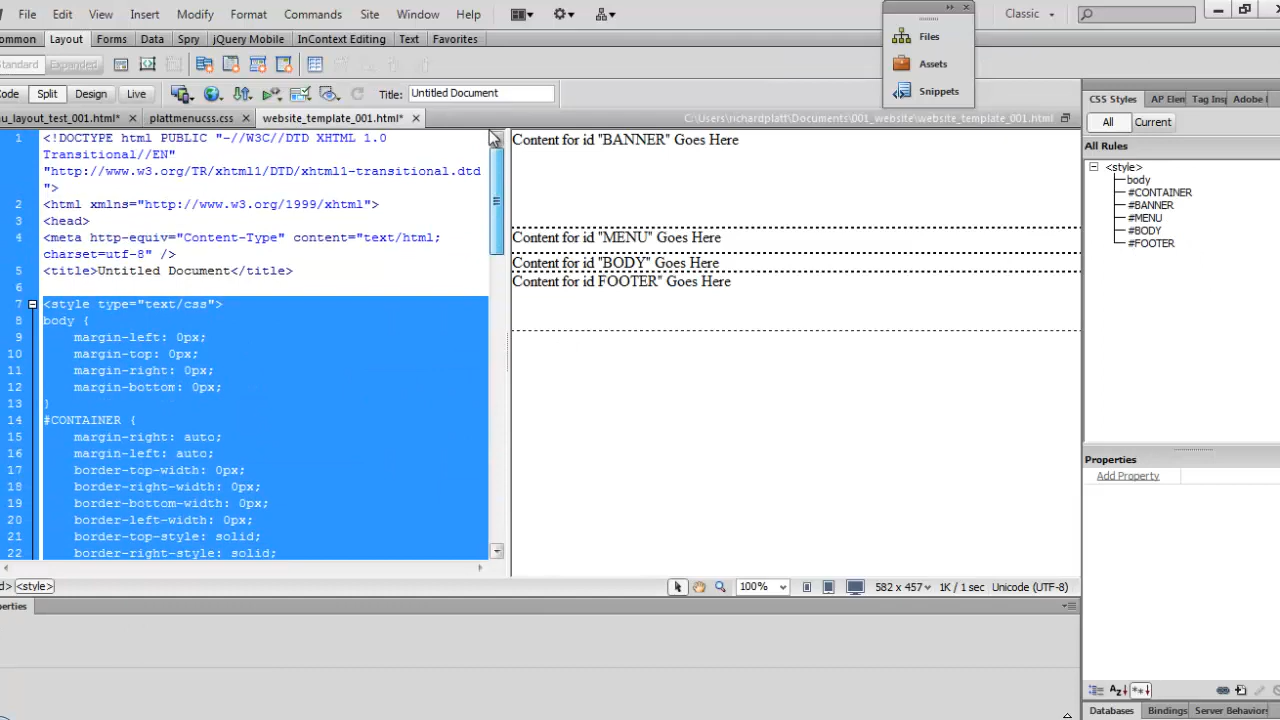 File Edit View Insert Modify Format Commands Site Window Help Classic
ommon Layout Forms Data Spry jQuery Mobile InContext Editing Text Favorites
Standard Expanded
ode Split Design Live Title: Untitled Document
u_layout_test_001.html* plattmenucss.css website_template_001.html* C:\Users\richardplatt\Documents\001_website\website_template_001.html
1 <!DOCTYPE html PUBLIC "-//W3C//DTD XHTML 1.0
Transitional//EN"
"http://www.w3.org/TR/xhtml1/DTD/xhtml1-transitional.dtd
">
2 <html xmlns="http://www.w3.org/1999/xhtml">
3 <head>
4 <meta http-equiv="Content-Type" content="text/html;
charset=utf-8" />
5 <title>Untitled Document</title>
6
7 <style type="text/css">
8 body {
9 margin-left: 0px;
10 margin-top: 0px;
11 margin-right: 0px;
12 margin-bottom: 0px;
13 }
14 #CONTAINER {
15 margin-right: auto;
16 margin-left: auto;
17 border-top-width: 0px;
18 border-right-width: 0px;
19 border-bottom-width: 0px;
20 border-left-width: 0px;
21 border-top-style: solid;
22 border-right-style: solid;
Content for id "BANNER" Goes Here
Content for id "MENU" Goes Here
Content for id "BODY" Goes Here
Content for id FOOTER" Goes Here
Files
Assets
Snippets
CSS Styles AP Elen Tag Insp Adobe
All Current
All Rules
<style>
body
#CONTAINER
#BANNER
#MENU
#BODY
#FOOTER
Properties
Add Property
d> <style> 100% 582 x 457 1K / 1 sec Unicode (UTF-8)
operties
Az
Databases Bindings Server Behaviors